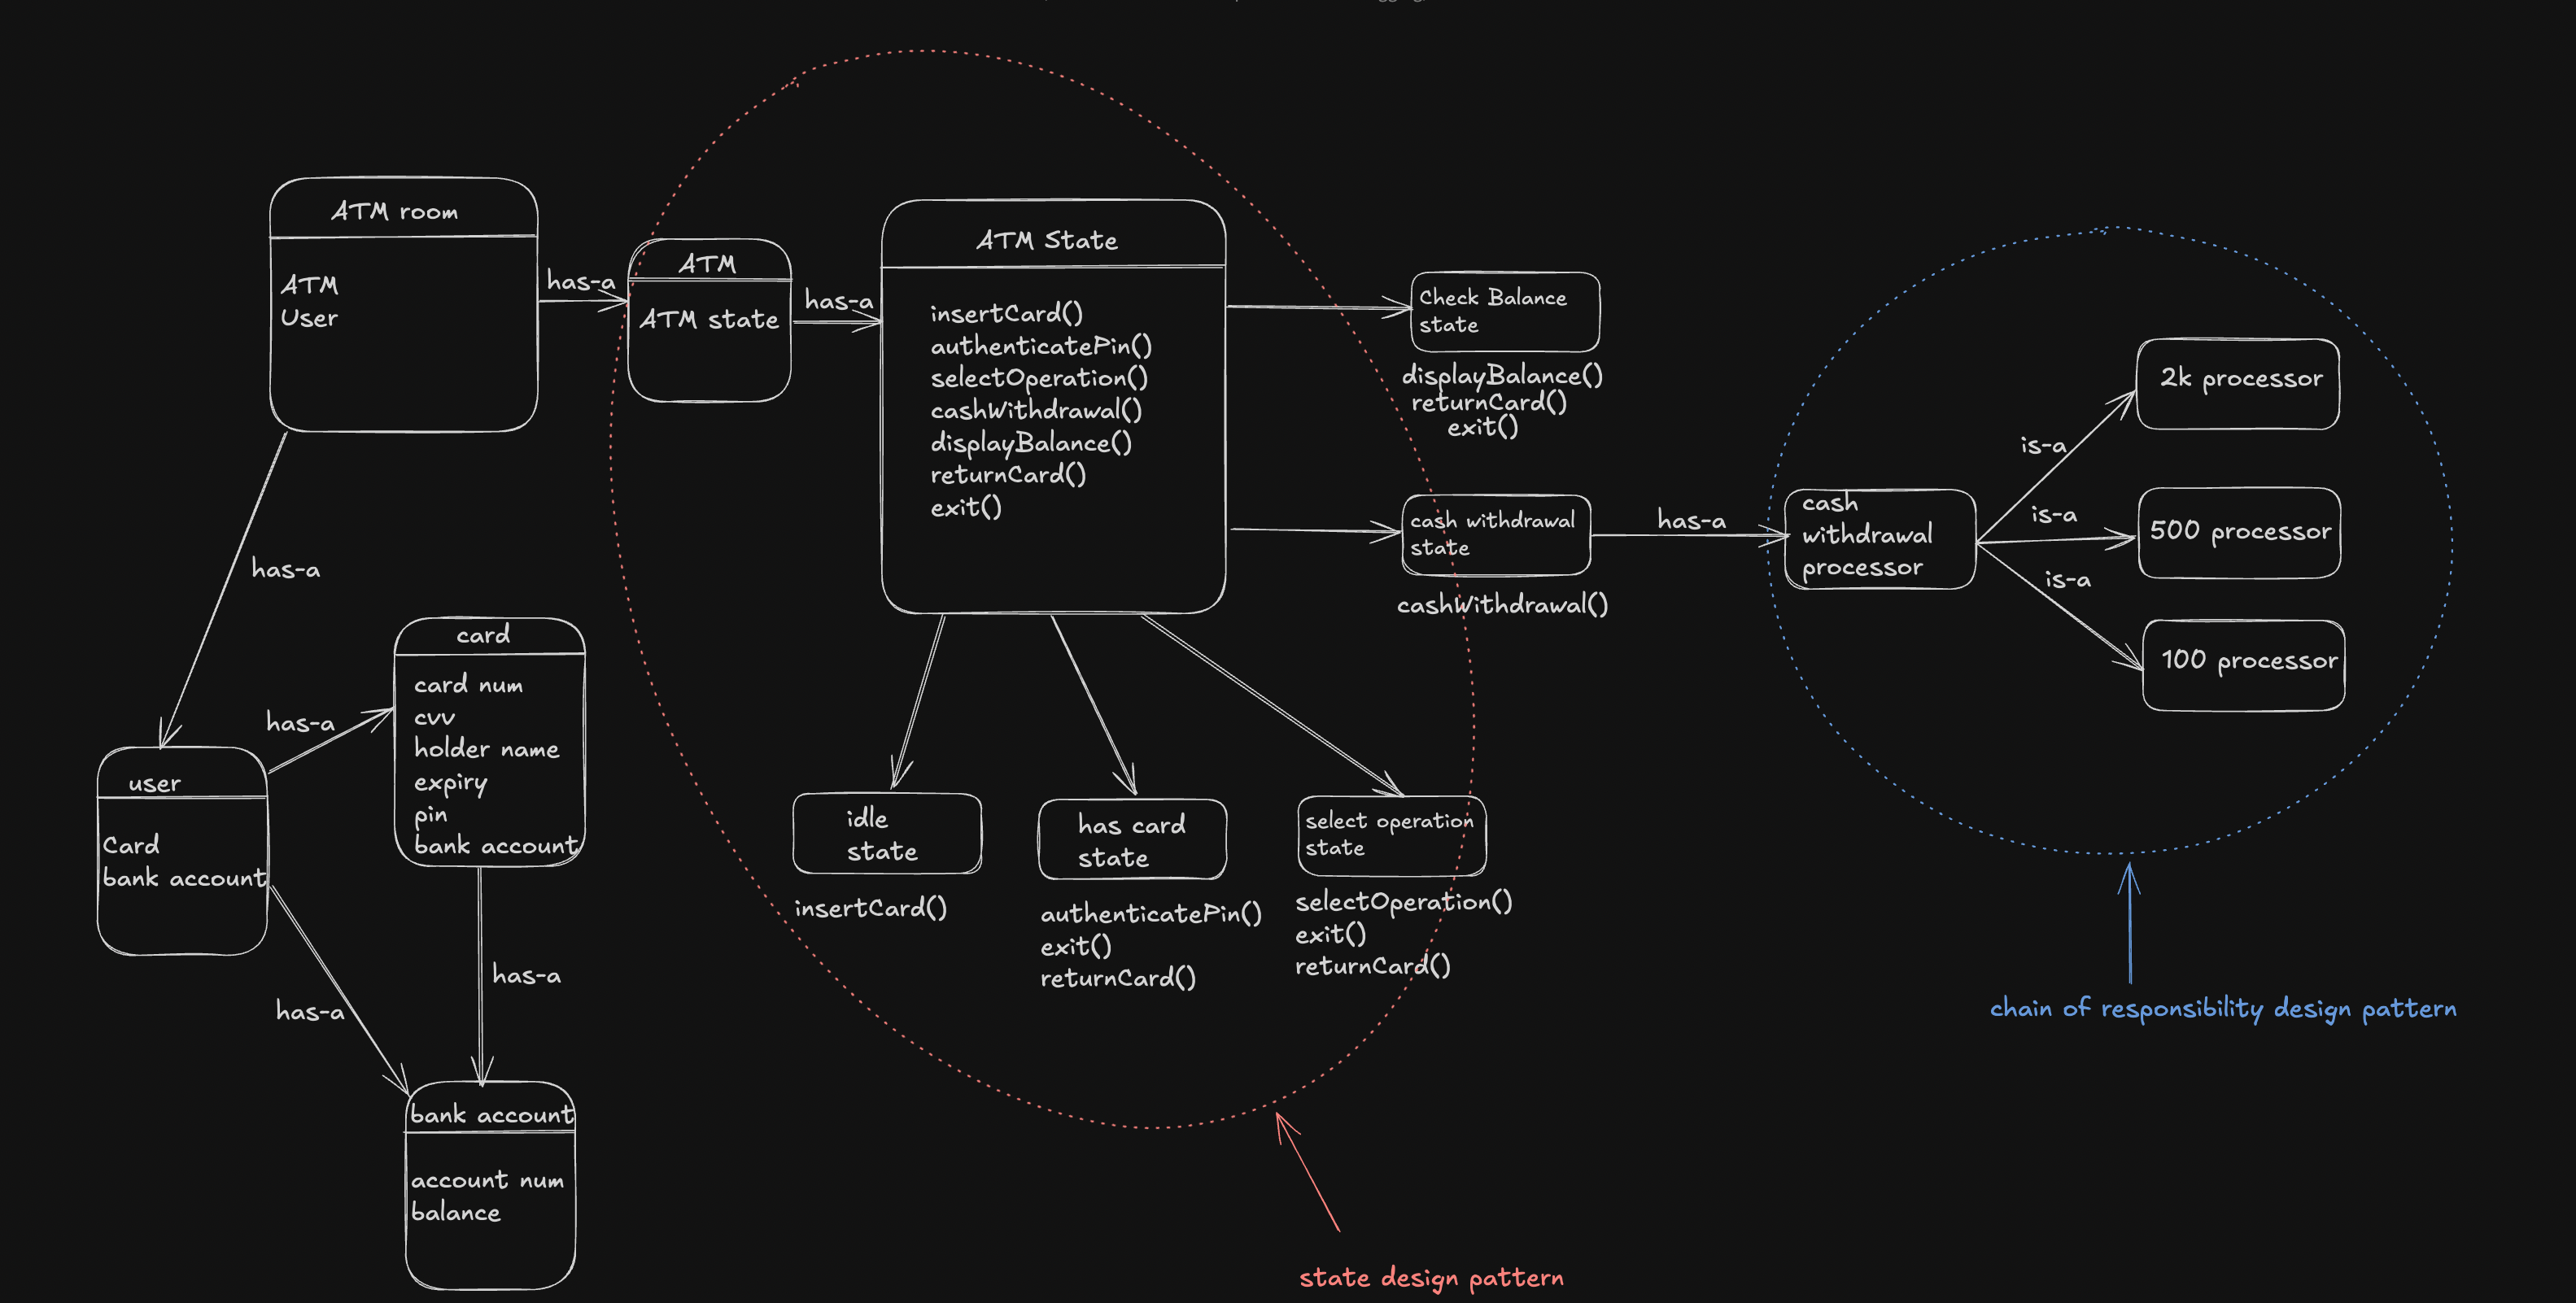 ATM room
ATM
User
has-a
ATM
ATM state
has-a
ATM State
insertCard()
authenticatePin()
selectOperation()
cashWithdrawal()
displayBalance()
returnCard()
exit()
Check Balance
state
displayBalance()
returnCard()
exit()
cash withdrawal
state
cashWithdrawal()
has-a
cash
withdrawal
processor
is-a
is-a
is-a
2k processor
500 processor
100 processor
has-a
user
Card
bank account
has-a
card
card num
cvv
holder name
expiry
pin
bank account
has-a
has-a
bank account
account num
balance
idle
state
insertCard()
has card
state
authenticatePin()
exit()
returnCard()
select operation
state
selectOperation()
exit()
returnCard()
chain of responsibility design pattern
state design pattern